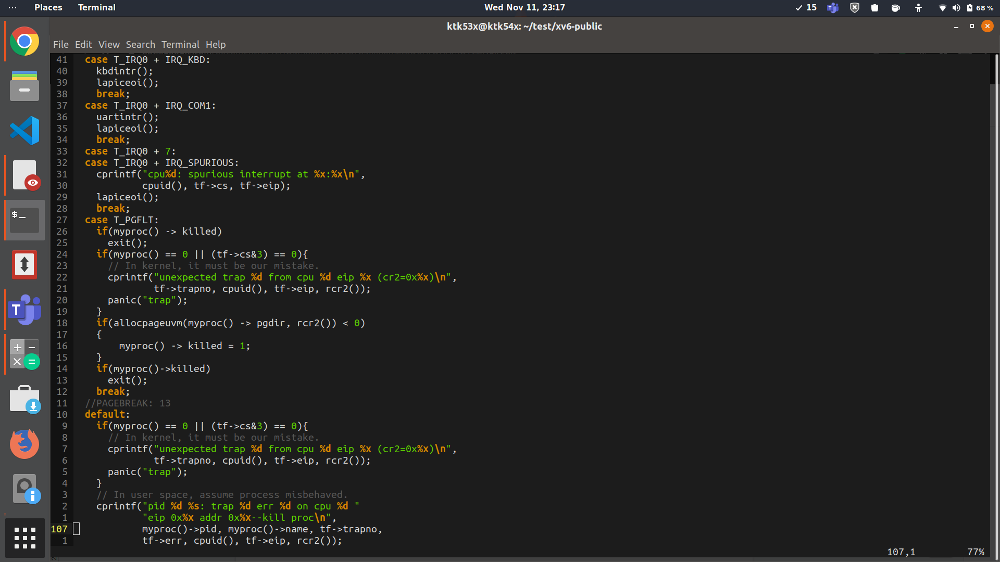 Places Terminal Wed Nov 11, 23:17 15 68 %
ktk53x@ktk54x: ~/test/xv6-public
File Edit View Search Terminal Help
41   case T_IRQ0 + IRQ_KBD:
40     kbdintr();
39     lapiceoi();
38     break;
37   case T_IRQ0 + IRQ_COM1:
36     uartintr();
35     lapiceoi();
34     break;
33   case T_IRQ0 + 7:
32   case T_IRQ0 + IRQ_SPURIOUS:
31     cprintf("cpu%d: spurious interrupt at %x:%x\n",
30             cpuid(), tf->cs, tf->eip);
29     lapiceoi();
28     break;
27   case T_PGFLT:
26     if(myproc() -> killed)
25       exit();
24     if(myproc() == 0 || (tf->cs&3) == 0){
23       // In kernel, it must be our mistake.
22       cprintf("unexpected trap %d from cpu %d eip %x (cr2=0x%x)\n",
21               tf->trapno, cpuid(), tf->eip, rcr2());
20       panic("trap");
19     }
18     if(allocpageuvm(myproc() -> pgdir, rcr2()) < 0)
17     {
16         myproc() -> killed = 1;
15     }
14     if(myproc()->killed)
13       exit();
12     break;
11   //PAGEBREAK: 13
10   default:
9     if(myproc() == 0 || (tf->cs&3) == 0){
8       // In kernel, it must be our mistake.
7       cprintf("unexpected trap %d from cpu %d eip %x (cr2=0x%x)\n",
6               tf->trapno, cpuid(), tf->eip, rcr2());
5       panic("trap");
4     }
3     // In user space, assume process misbehaved.
2     cprintf("pid %d %s: trap %d err %d on cpu %d "
1             "eip 0x%x addr 0x%x--kill proc\n",
107             myproc()->pid, myproc()->name, tf->trapno,
1             tf->err, cpuid(), tf->eip, rcr2());
107,1 77%